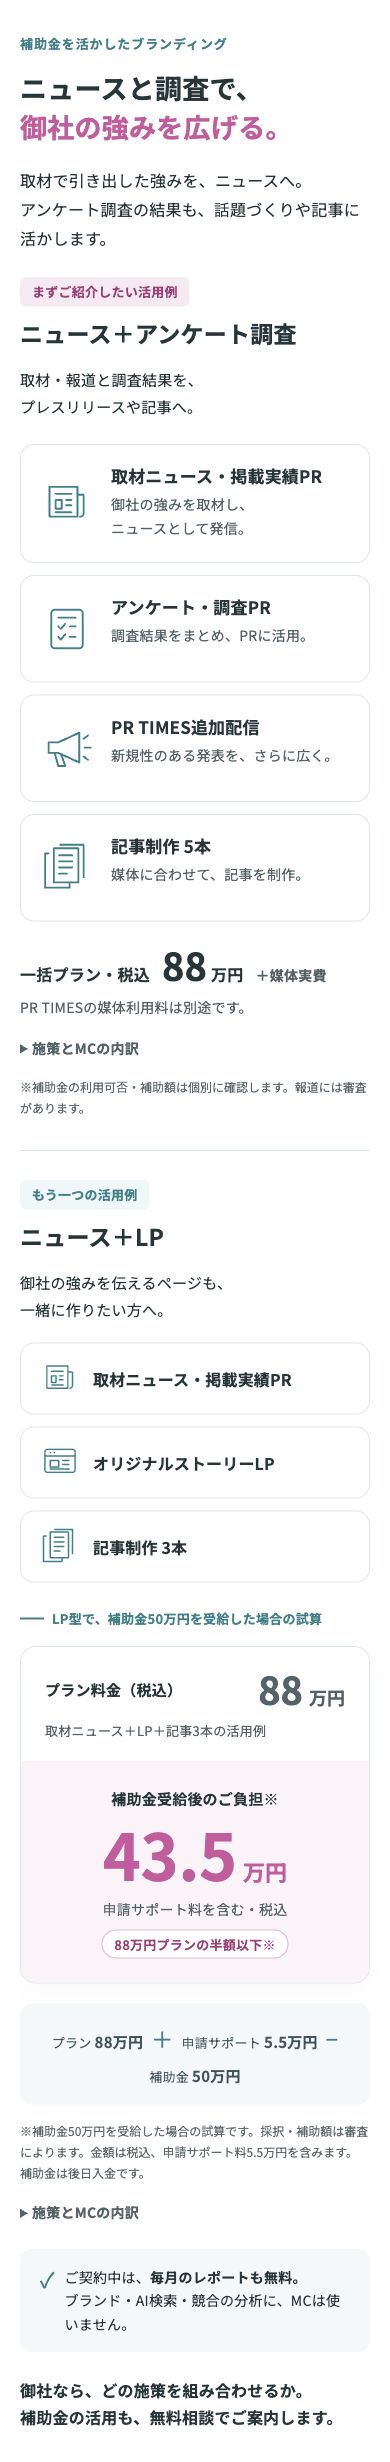 補助金を活かしたブランディング
ニュースと調査で、
御社の強みを広げる。
取材で引き出した強みを、ニュースへ。
アンケート調査の結果も、話題づくりや記事に
活かします。
まずご紹介したい活用例
ニュース＋アンケート調査
取材・報道と調査結果を、
プレスリリースや記事へ。
取材ニュース・掲載実績PR
御社の強みを取材し、
ニュースとして発信。
アンケート・調査PR
調査結果をまとめ、PRに活用。
PR TIMES追加配信
新規性のある発表を、さらに広く。
記事制作 5本
媒体に合わせて、記事を制作。
一括プラン・税込 88万円 ＋媒体実費
PR TIMESの媒体利用料は別途です。
▶施策とMCの内訳
※補助金の利用可否・補助額は個別に確認します。報道には審査
があります。
もう一つの活用例
ニュース＋LP
御社の強みを伝えるページも、
一緒に作りたい方へ。
取材ニュース・掲載実績PR
オリジナルストーリーLP
記事制作 3本
LP型で、補助金50万円を受給した場合の試算
プラン料金（税込） 88 万円
取材ニュース＋LP＋記事3本の活用例
補助金受給後のご負担※
43.5 万円
申請サポート料を含む・税込
88万円プランの半額以下※
プラン 88万円 ＋ 申請サポート 5.5万円 −
補助金 50万円
※補助金50万円を受給した場合の試算です。採択・補助額は審査
によります。金額は税込、申請サポート料5.5万円を含みます。
補助金は後日入金です。
▶施策とMCの内訳
ご契約中は、毎月のレポートも無料。
ブランド・AI検索・競合の分析に、MCは使
いません。
御社なら、どの施策を組み合わせるか。
補助金の活用も、無料相談でご案内します。